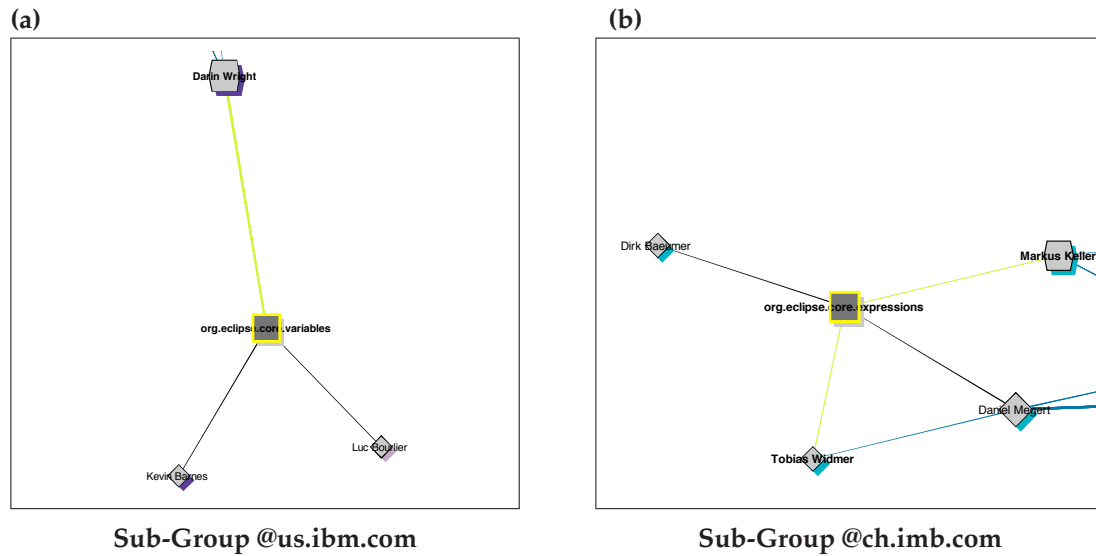 (a)
Darin Wright
org.eclipse.core.variables
Luc Bourlier
Kevin Barnes
Sub-Group @us.ibm.com
(b)
Dirk Baeumer
Markus Keller
org.eclipse.core.expressions
Daniel Megert
Tobias Widmer
Sub-Group @ch.imb.com